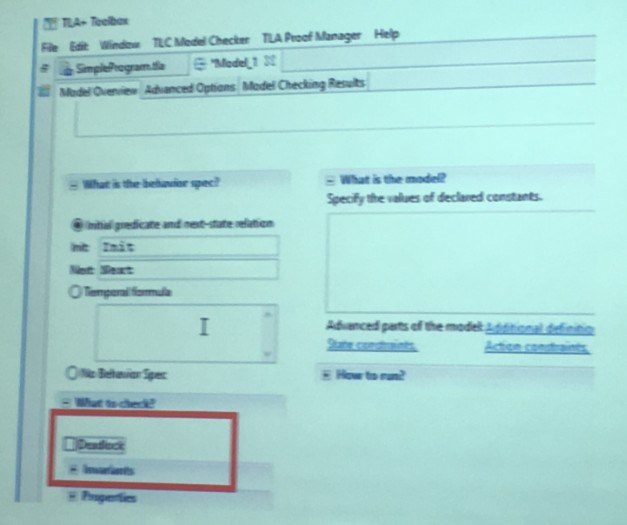 TLA+ Toolbox
File Edit Window TLC Model Checker TLA Proof Manager Help
SimpleProgram.tla *Model_1
Model Overview Advanced Options Model Checking Results
What is the behavior spec?
Initial predicate and next-state relation
Init: Init
Next: Next
Temporal formula
No Behavior Spec
What to check?
Deadlock
Invariants
Properties
What is the model?
Specify the values of declared constants.
Advanced parts of the model: Additional definitio
State constraints, Action constraints,
How to run?